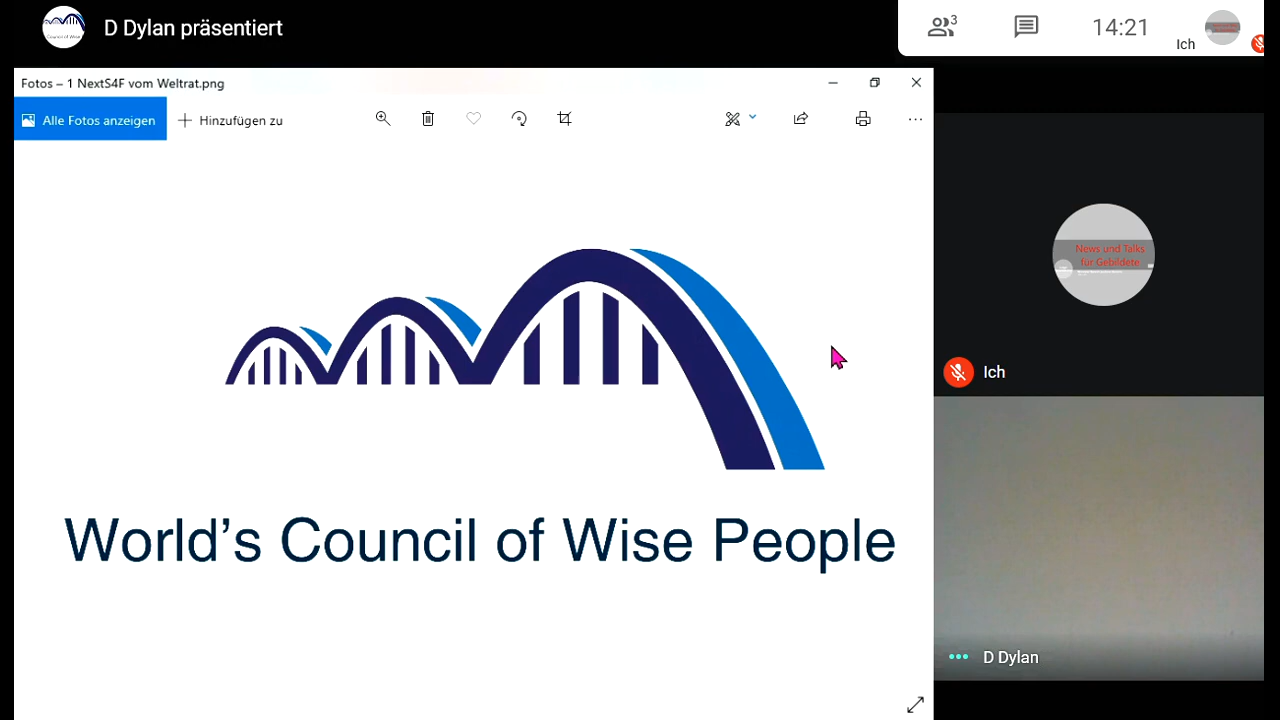 D Dylan präsentiert
3
14:21
Ich
Fotos – 1 NextS4F vom Weltrat.png
Alle Fotos anzeigen
Hinzufügen zu
World's Council of Wise People
News und Talks
für Gebildete
Ich
D Dylan